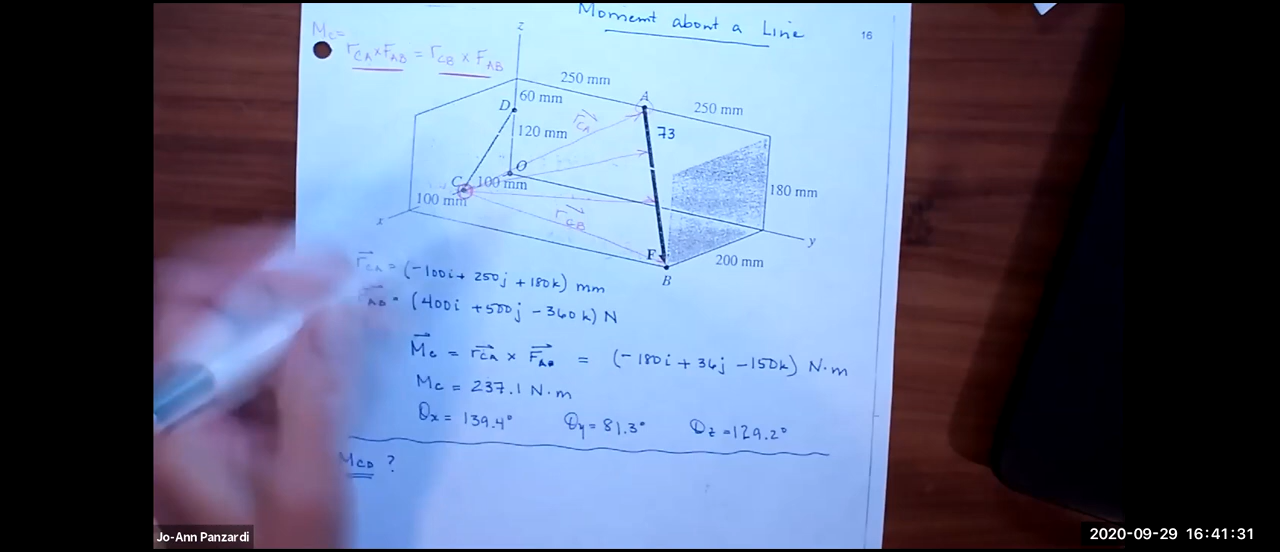 Moment about a Line
16
Mc=
rCA×FAB = rCB × FAB
z
250 mm
A
250 mm
D
60 mm
rCA
73
120 mm
O
C
100 mm
180 mm
100 mm
x
rCB
y
F
200 mm
B
rCA = (-100i + 250j + 180k) mm
AB = (400i + 500j - 360k) N
Mc = rCA × FAB = (-180i + 36j - 150k) N·m
Mc = 237.1 N·m
θx = 139.4° θy = 81.3° θz = 129.2°
MCD ?
Jo-Ann Panzardi
2020-09-29 16:41:31